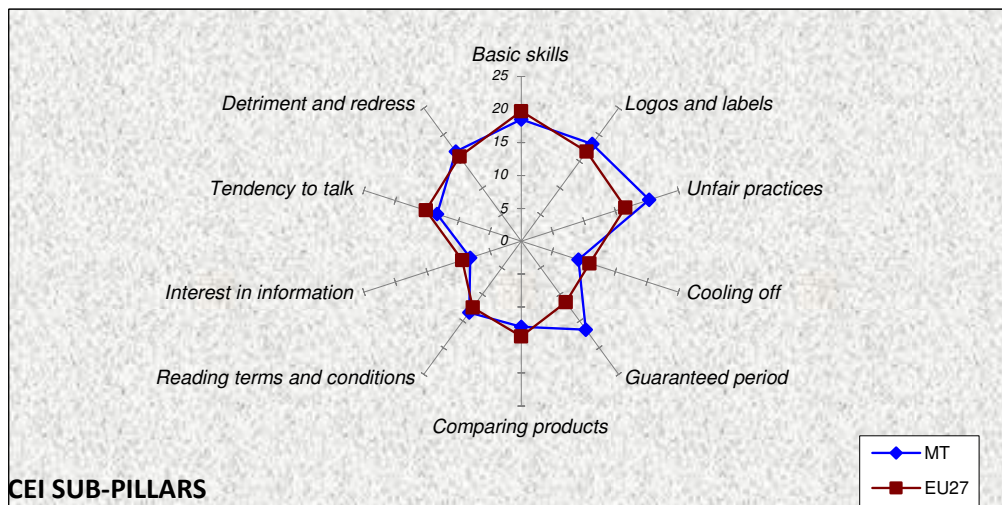 Basic skills
25
Detriment and redress
Logos and labels
20
15
10
Tendency to talk
Unfair practices
5
0
Interest in information
Cooling off
Reading terms and conditions
Guaranteed period
Comparing products
MT
CEI SUB-PILLARS
EU27